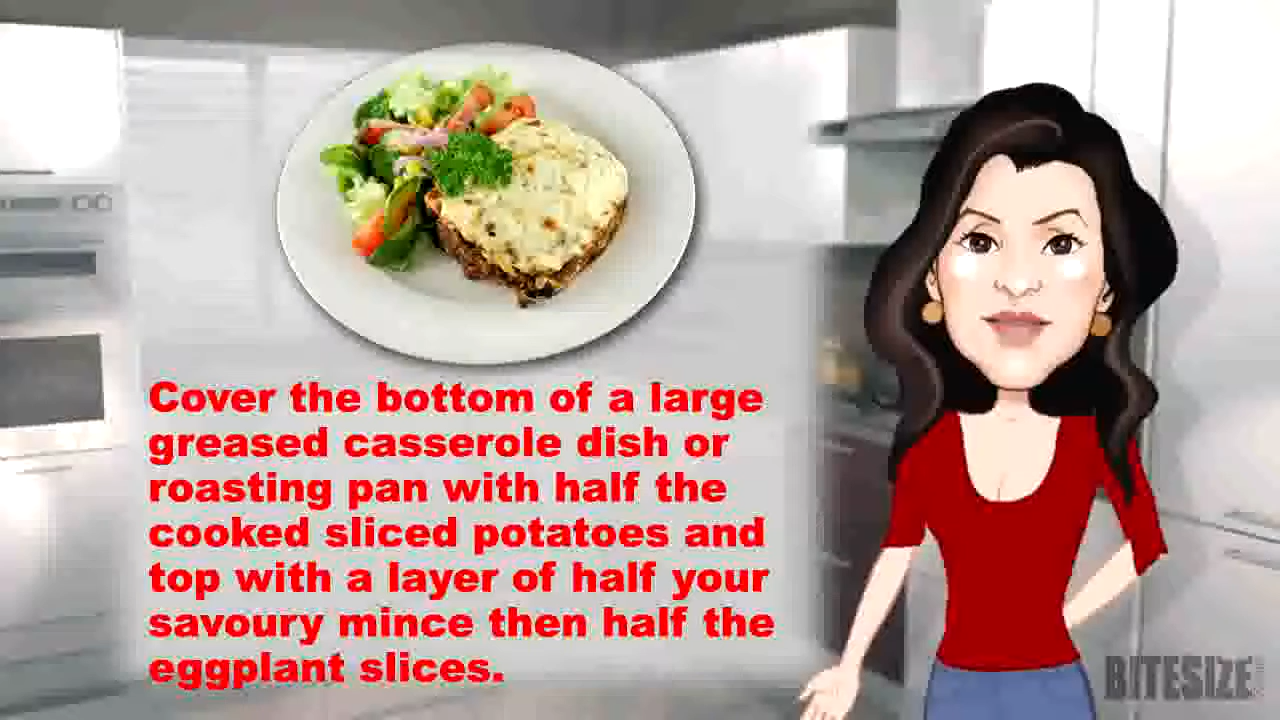 Cover the bottom of a large
greased casserole dish or
roasting pan with half the
cooked sliced potatoes and
top with a layer of half your
savoury mince then half the
eggplant slices.
BITESIZE